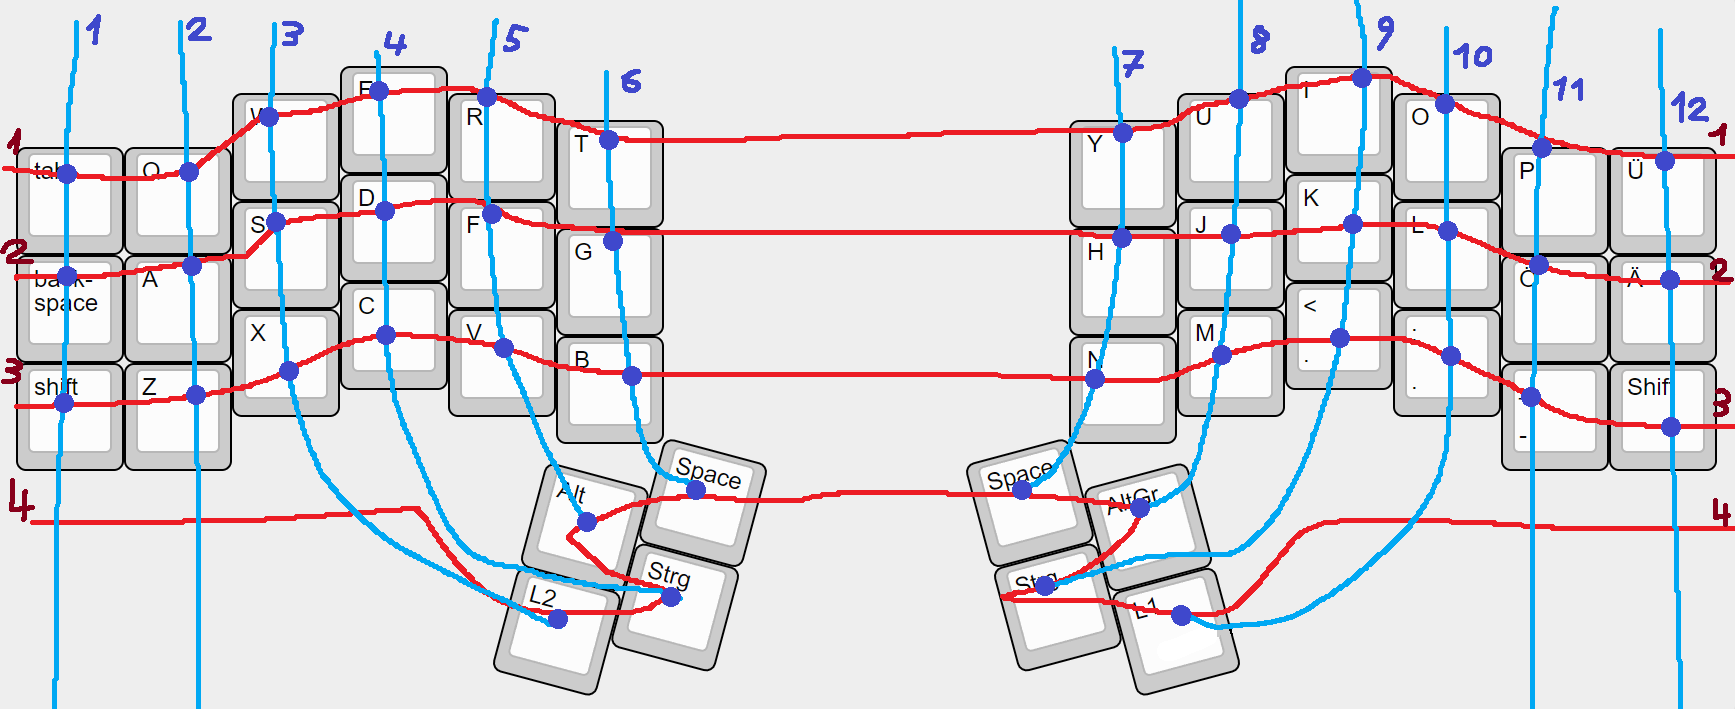 1 2 3 4 5 6 7 8 9 10 11 12
1 1
tab Q W E R T Y U I O P Ü
2 2
back-
space
A S D F G H J K L Ö Ä
3 3
shift Z X C V B N M < : Shift
. . -
4 4
Alt Space Space AltGr
L2 Strg Strg L1